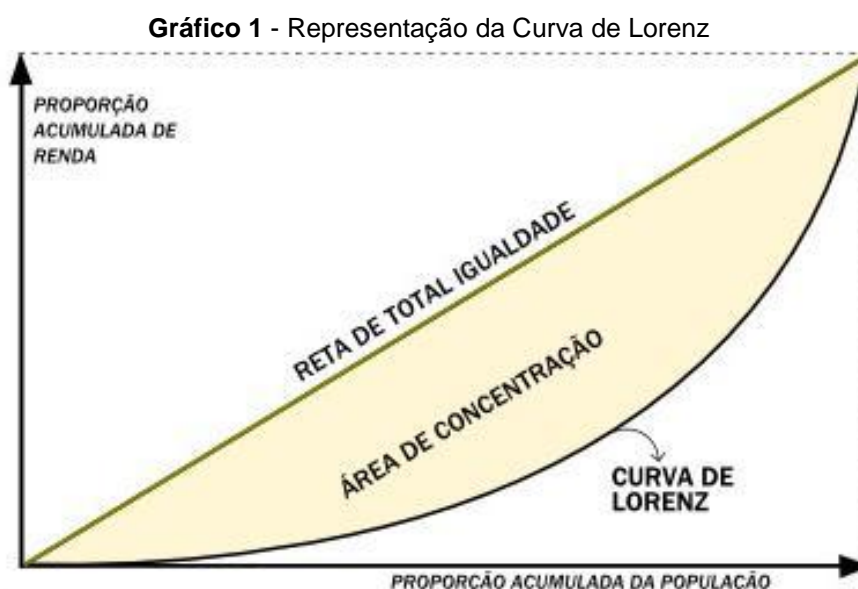 Gráfico 1 - Representação da Curva de Lorenz
PROPORÇÃO
ACUMULADA DE
RENDA
RETA DE TOTAL IGUALDADE
ÁREA DE CONCENTRAÇÃO
CURVA DE
LORENZ
PROPORCÃO ACUMULADA DA POPULAÇÃO